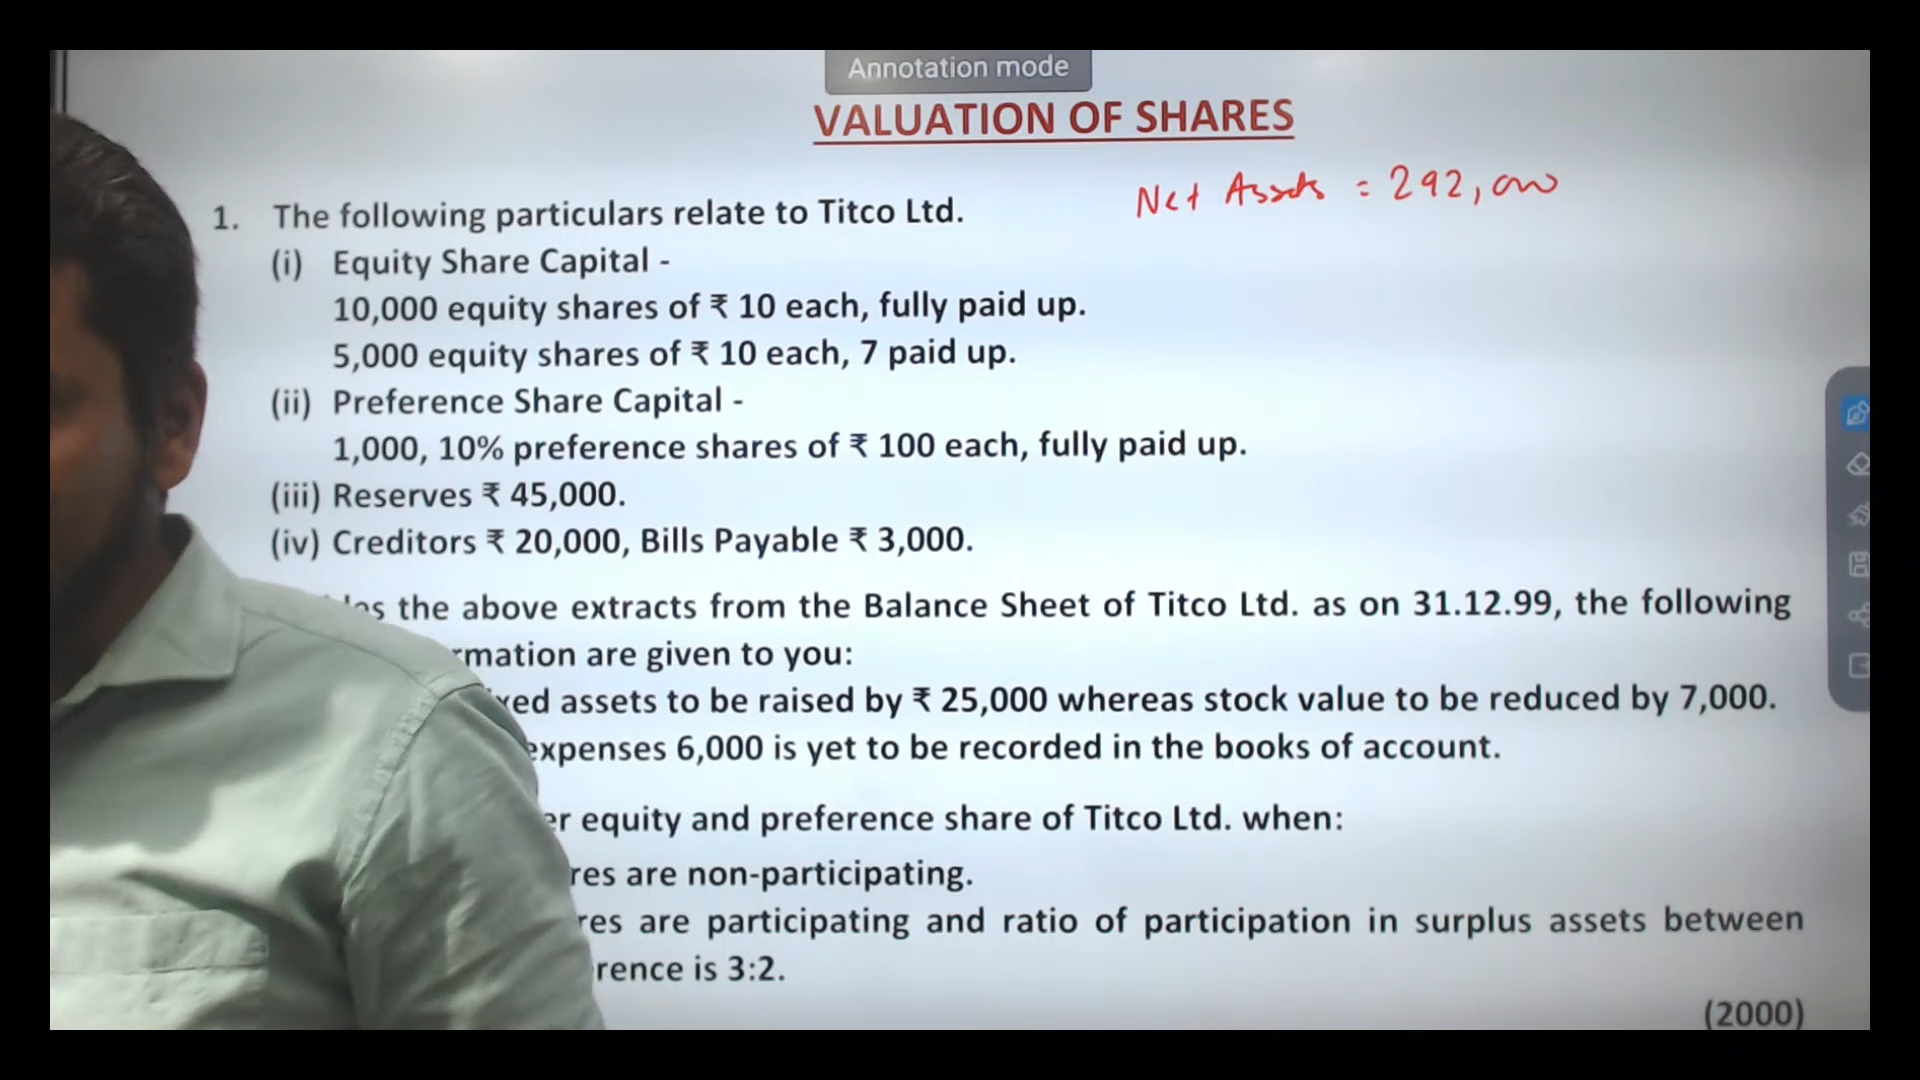 Annotation mode
VALUATION OF SHARES
Net Assets = 292,000
1. The following particulars relate to Titco Ltd.
(i) Equity Share Capital -
10,000 equity shares of ₹ 10 each, fully paid up.
5,000 equity shares of ₹ 10 each, 7 paid up.
(ii) Preference Share Capital -
1,000, 10% preference shares of ₹ 100 each, fully paid up.
(iii) Reserves ₹ 45,000.
(iv) Creditors ₹ 20,000, Bills Payable ₹ 3,000.
the above extracts from the Balance Sheet of Titco Ltd. as on 31.12.99, the following
are given to you:
assets to be raised by ₹ 25,000 whereas stock value to be reduced by 7,000.
expenses 6,000 is yet to be recorded in the books of account.
equity and preference share of Titco Ltd. when:
are non-participating.
are participating and ratio of participation in surplus assets between
is 3:2.
(2000)